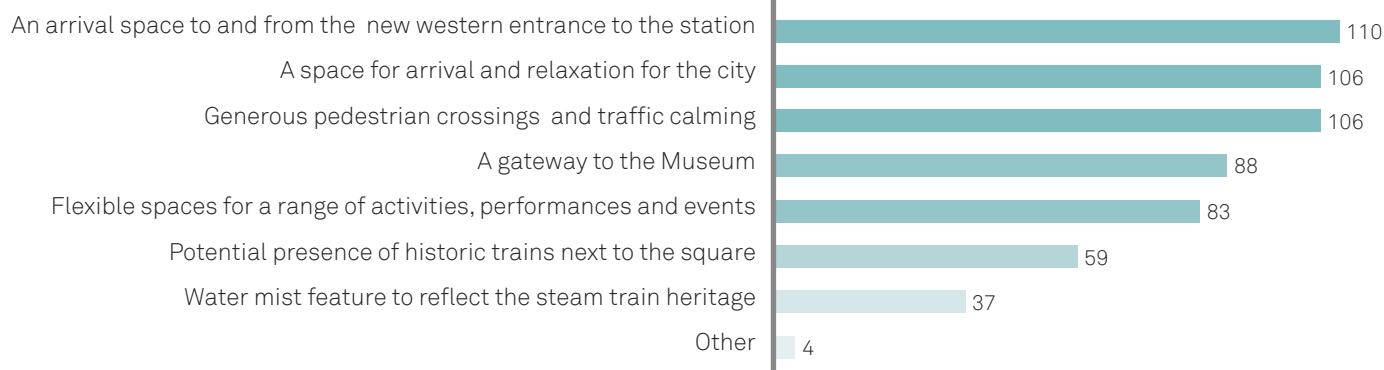 An arrival space to and from the  new western entrance to the station 110
A space for arrival and relaxation for the city 106
Generous pedestrian crossings  and traffic calming 106
A gateway to the Museum 88
Flexible spaces for a range of activities, performances and events 83
Potential presence of historic trains next to the square 59
Water mist feature to reflect the steam train heritage 37
Other 4